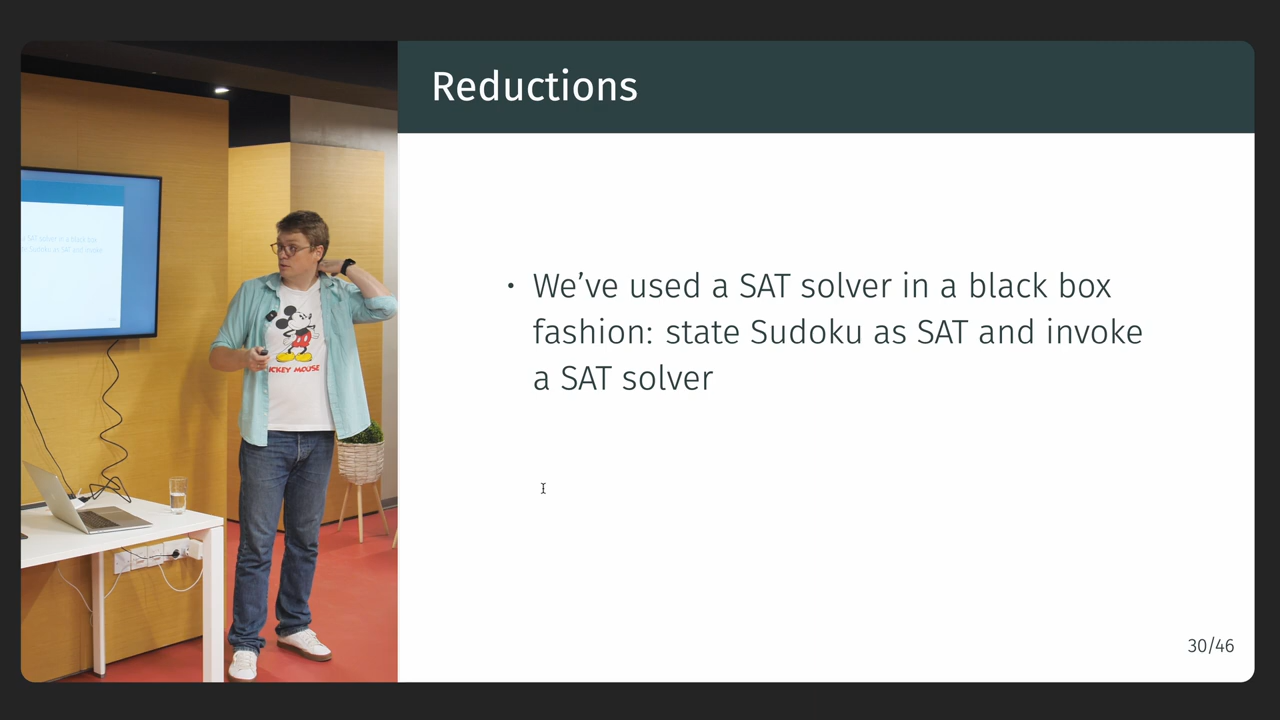 Reductions
• We’ve used a SAT solver in a black box
fashion: state Sudoku as SAT and invoke
a SAT solver
30/46
MICKEY MOUSE